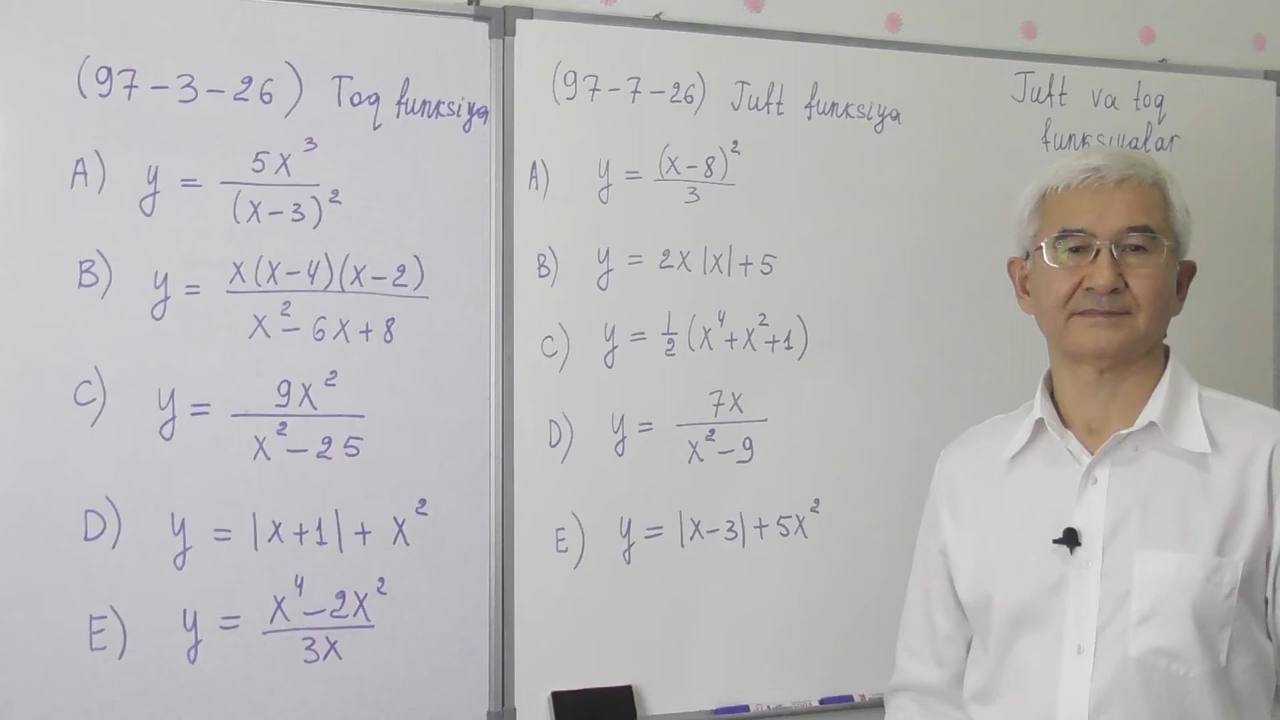 (97-3-26) Toq funksiya
A) y = 5x³/(x-3)²
B) y = x(x-4)(x-2)/x²-6x+8
C) y = 9x²/x²-25
D) y = |x+1| + x²
E) y = x⁴-2x²/3x
(97-7-26) Juft funksiya
A) y = (x-8)²/3
B) y = 2x|x|+5
C) y = ½(x⁴+x²+1)
D) y = 7x/x²-9
E) y = |x-3|+5x²
Juft va toq
funksiyalar